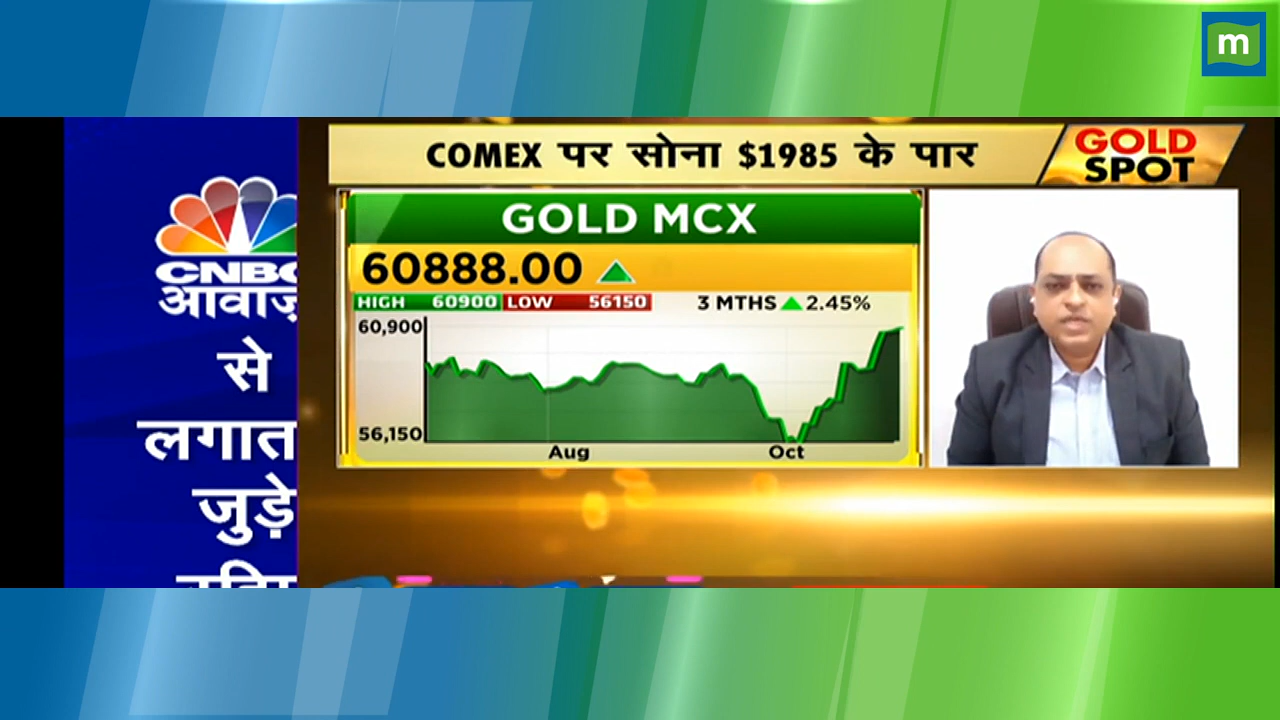 m
COMEX पर सोना $1985 के पार
GOLD
SPOT
CNBC
आवाज़
से
लगात
जुड़े
GOLD MCX
60888.00
HIGH 60900 LOW 56150 3 MTHS 2.45%
60,900
56,150
Aug Oct